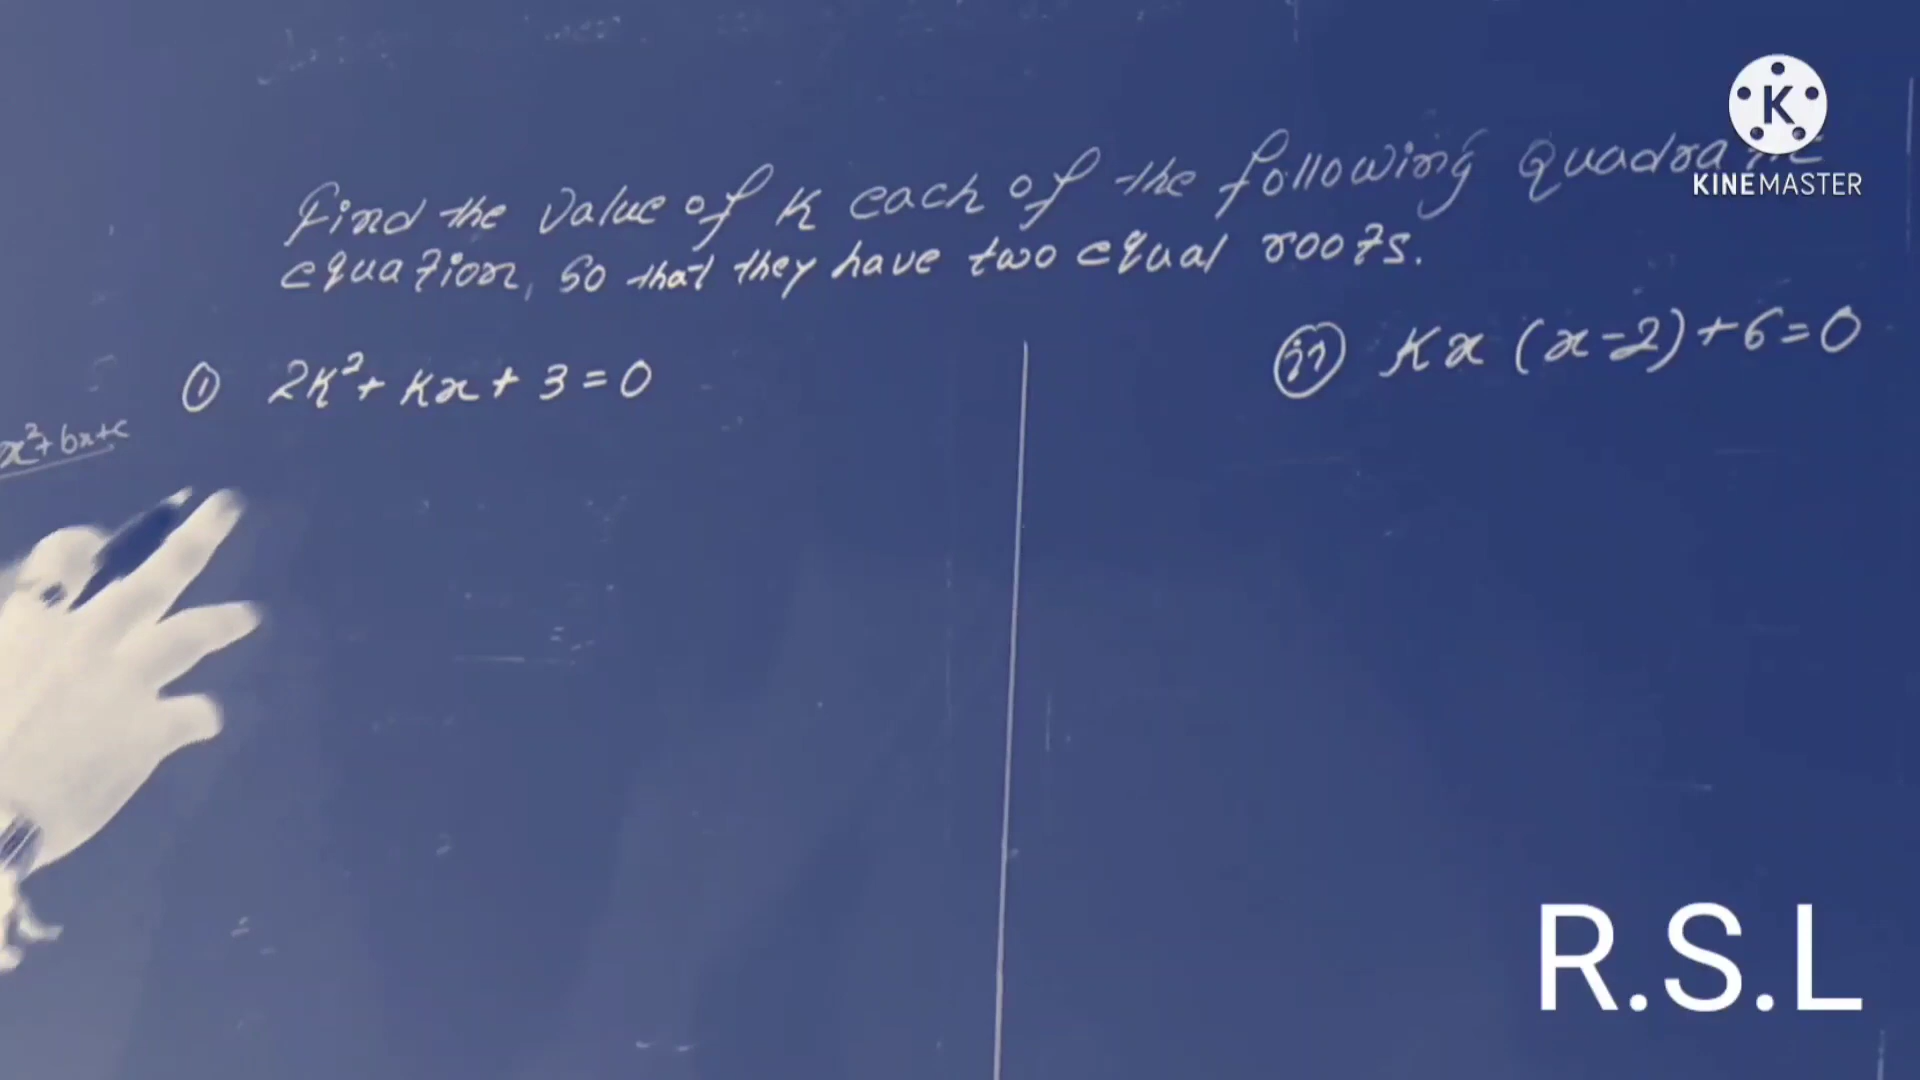 K
KINEMASTER
Find the value of K each of the following
equation, so that they have two equal roots.
① 2K²+ Kx + 3 = 0
(ii) Kx (x-2)+6=0
x²+bx+c
R.S.L